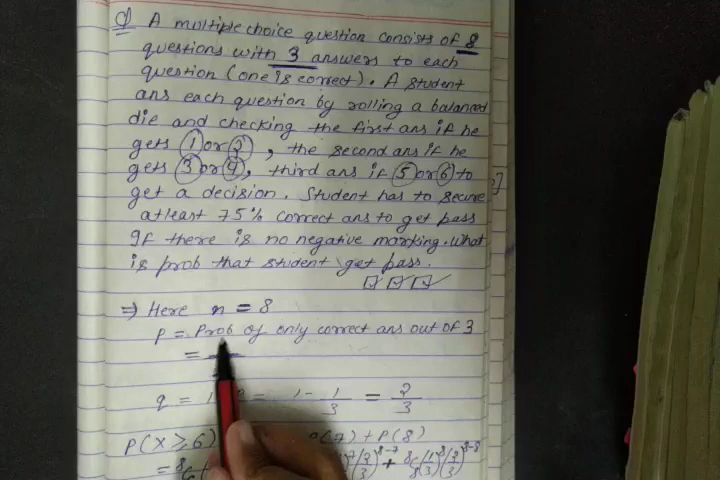 Q A multiple choice question consists of 8
questions with 3 answers to each
question (one is correct). A student
ans each question by rolling a balanced
die and checking the first ans if he
gets 1 or 2, the second ans if he
gets 3 or 4, third ans if 5 or 6 to
get a decision. Student has to secure
atleast 75% correct ans to get pass
If there is no negative marking. What
is prob that student get pass.
⇒ Here n = 8
p = Prob of only correct ans out of 3
=
q = 1 = 1 - 1/3 = 2/3
P(X ≥ 6) (7) + P(8)